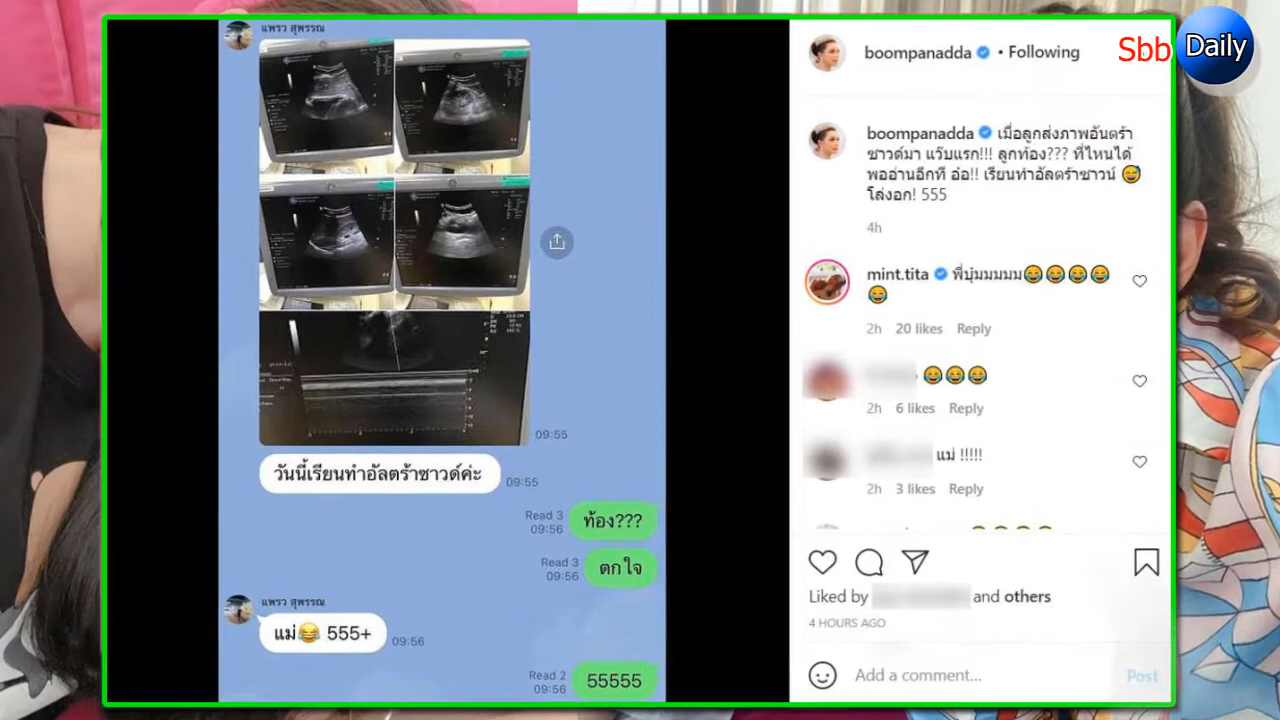 แพรว สุพรรณ
09:55
วันนี้เรียนทำอัลตร้าซาวด์ค่ะ
09:55
Read 3
09:56
ท้อง???
Read 3
09:56
ตกใจ
แพรว สุพรรณ
แม่😂 555+
09:56
Read 2
09:56
55555
boompanadda • Following
Sbb Daily
boompanadda เมื่อลูกส่งภาพอันตร้า
ซาวด์มา แว๊บแรก!!! ลูกท้อง??? ที่ไหนได้
พออ่านอีกที อ๋อ!! เรียนทำอัลตร้าซาวน์ 😅
โล่งอก! 555
4h
mint.tita พี่บุ๋มมมมม😂😂😂😂
😂
2h 20 likes Reply
😂😂😂
2h 6 likes Reply
แม่ !!!!!
2h 3 likes Reply
Liked by and others
4 HOURS AGO
Add a comment...
Post